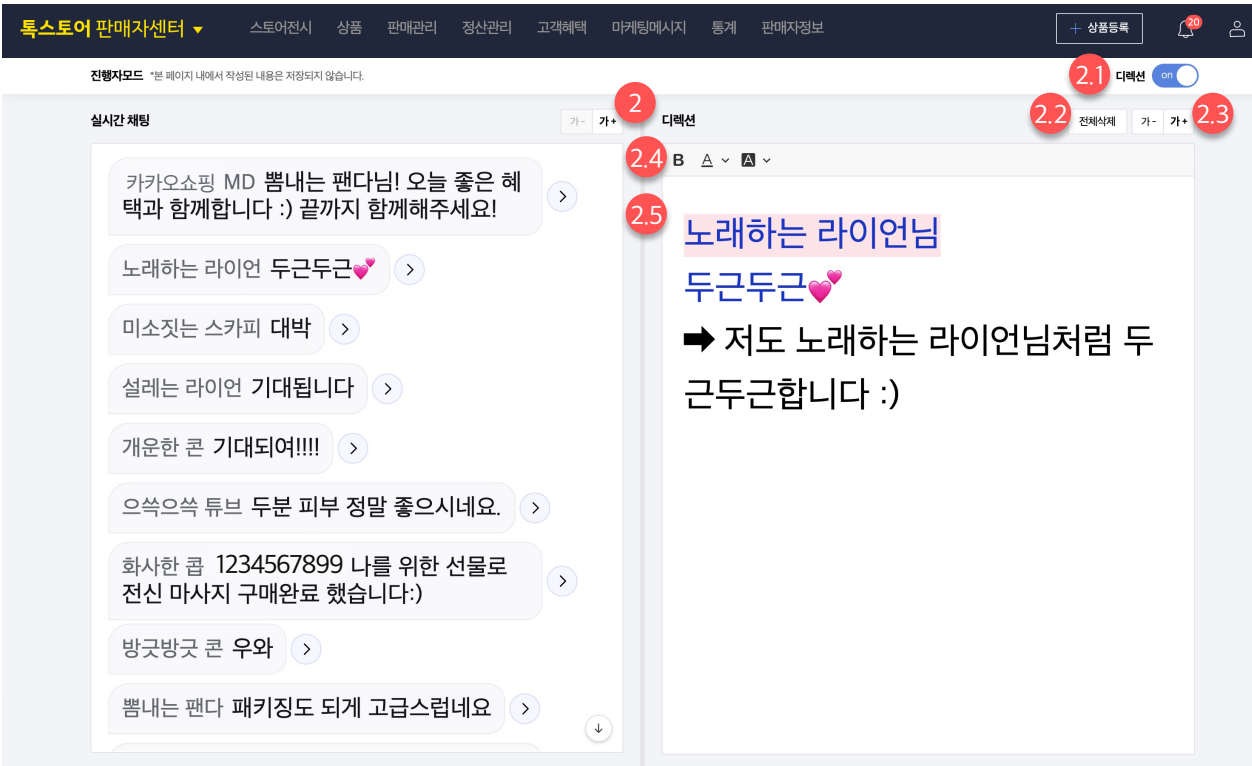 톡스토어 판매자센터 ▼ 스토어전시 상품 판매관리 정산관리 고객혜택 마케팅메시지 통계 판매자정보 + 상품등록 20
진행자모드 *본 페이지 내에서 작성된 내용은 저장되지 않습니다. 2.1 디렉션 on
실시간 채팅 가- 가+ 2 디렉션 2.2 전체삭제 가- 가+ 2.3
카카오쇼핑 MD 뽐내는 팬다님! 오늘 좋은 혜
택과 함께합니다 :) 끝까지 함께해주세요!
노래하는 라이언 두근두근💕
미소짓는 스카피 대박
설레는 라이언 기대됩니다
개운한 콘 기대되여!!!!
으쓱으쓱 튜브 두분 피부 정말 좋으시네요.
화사한 콥 1234567899 나를 위한 선물로
전신 마사지 구매완료 했습니다:)
방긋방긋 콘 우와
뽐내는 팬다 패키징도 되게 고급스럽네요
2.4 B A A
2.5
노래하는 라이언님
두근두근💕
➡ 저도 노래하는 라이언님처럼 두
근두근합니다 :)